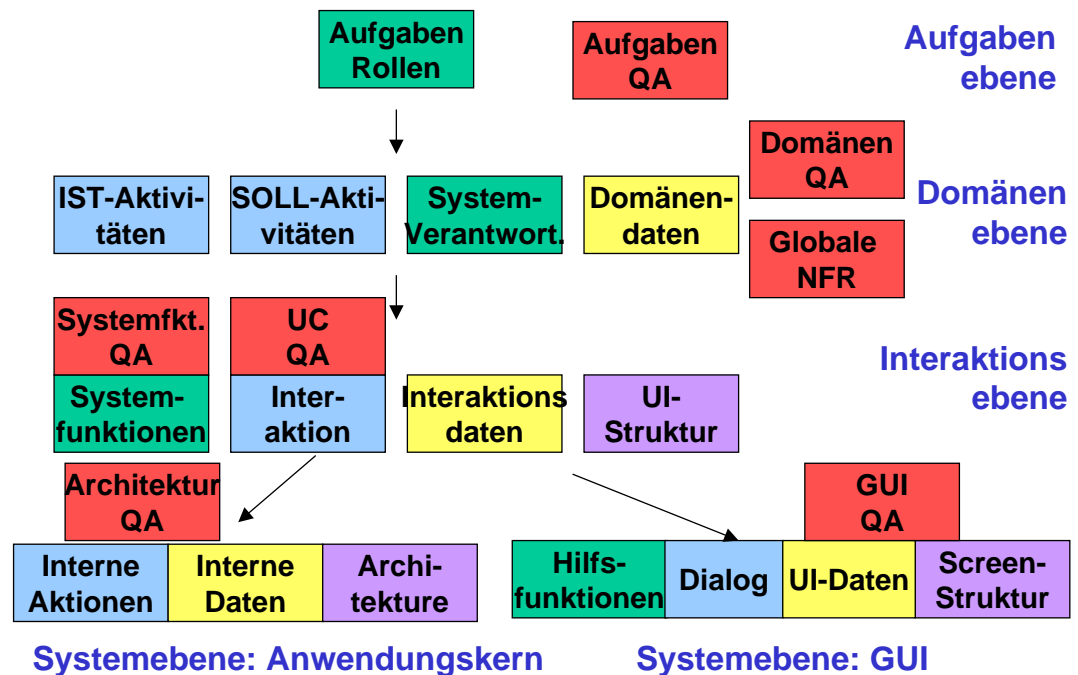 Aufgaben
Rollen
Aufgaben
QA
Aufgaben
ebene
Domänen
QA
IST-Aktivi-
täten
SOLL-Akti-
vitäten
System-
Verantwort.
Domänen-
daten
Domänen
ebene
Globale
NFR
Systemfkt.
QA
UC
QA
Interaktions
ebene
System-
funktionen
Inter-
aktion
Interaktions
daten
UI-
Struktur
Architektur
QA
GUI
QA
Interne
Aktionen
Interne
Daten
Archi-
tekture
Hilfs-
funktionen
Dialog
UI-Daten
Screen-
Struktur
Systemebene: Anwendungskern
Systemebene: GUI